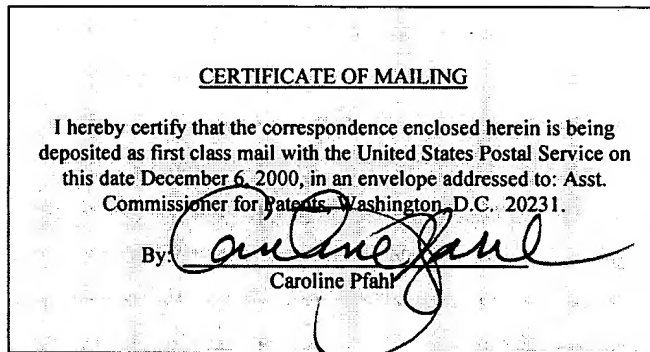 CERTIFICATE OF MAILING
I hereby certify that the correspondence enclosed herein is being
deposited as first class mail with the United States Postal Service on
this date December 6, 2000, in an envelope addressed to: Asst.
Commissioner for Patents, Washington, D.C. 20231.
By: Caroline Pfahl
Caroline Pfahl